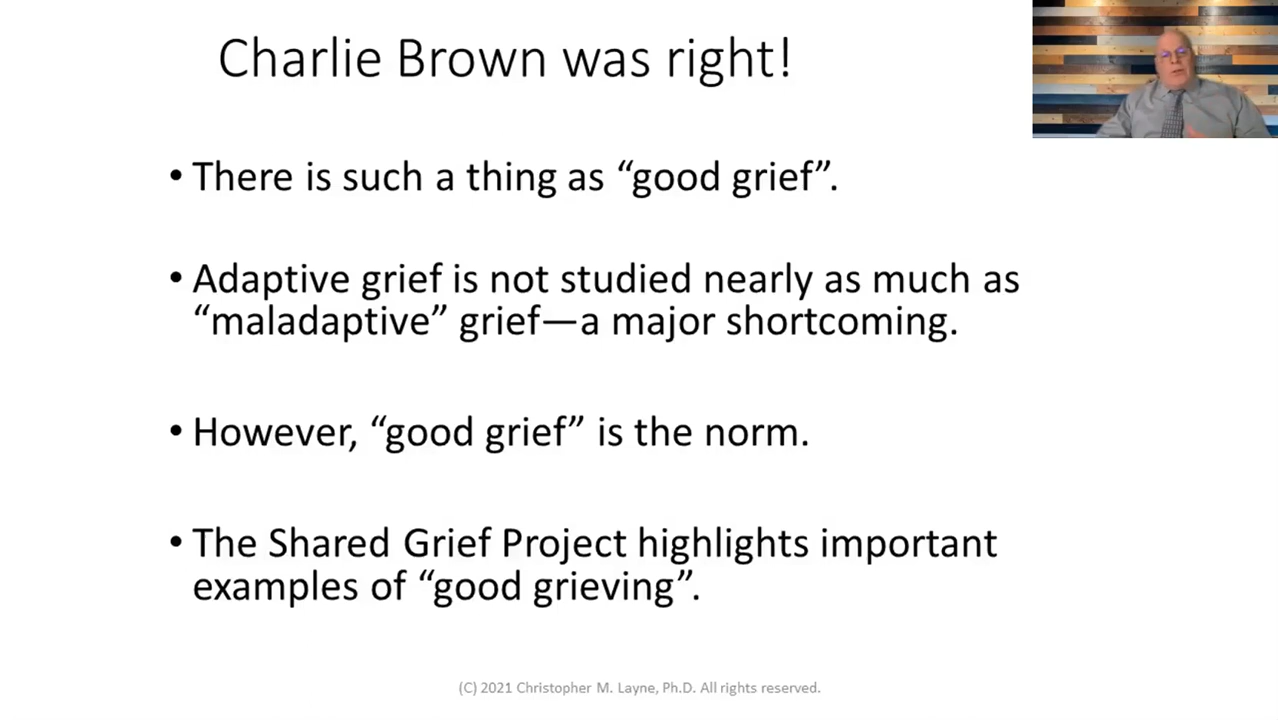 Charlie Brown was right!
• There is such a thing as “good grief”.
• Adaptive grief is not studied nearly as much as
“maladaptive” grief—a major shortcoming.
• However, “good grief” is the norm.
• The Shared Grief Project highlights important
examples of “good grieving”.
(C) 2021 Christopher M. Layne, Ph.D. All rights reserved.